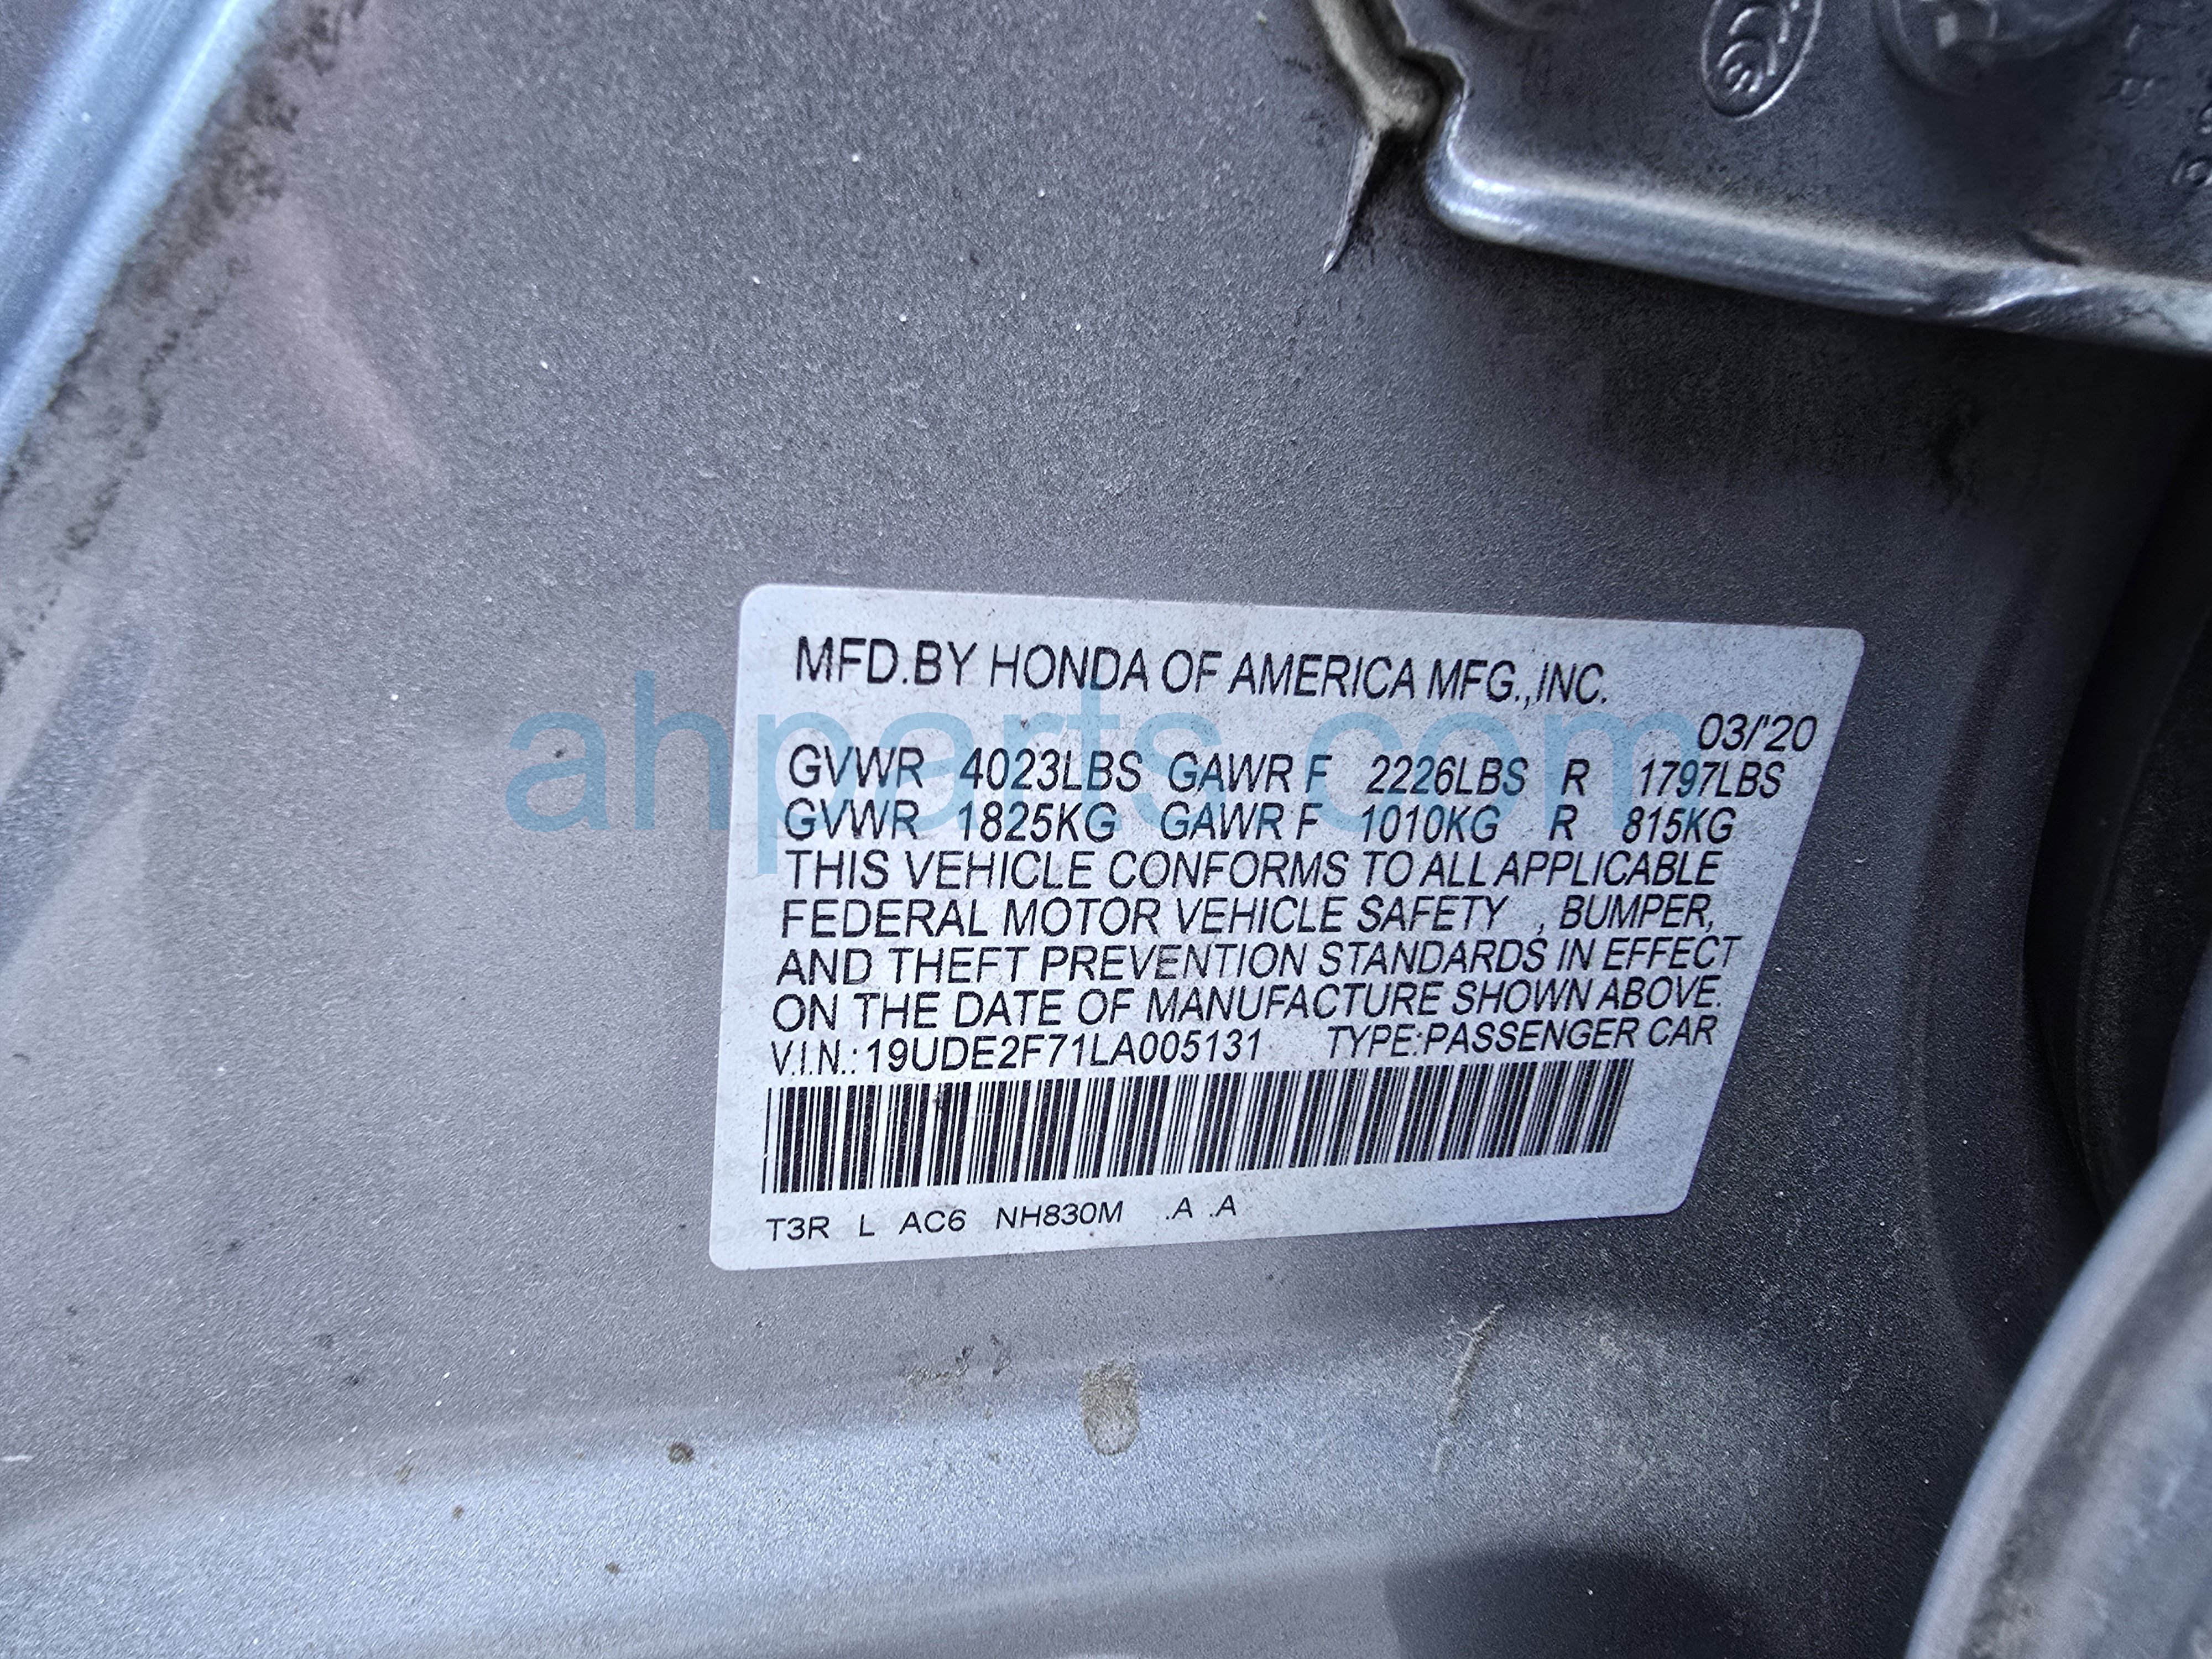 MFD.BY HONDA OF AMERICA MFG.,INC.
03/'20
GVWR 4023LBS GAWR F 2226LBS R 1797LBS
GVWR 1825KG GAWR F 1010KG R 815KG
THIS VEHICLE CONFORMS TO ALL APPLICABLE
FEDERAL MOTOR VEHICLE SAFETY , BUMPER,
AND THEFT PREVENTION STANDARDS IN EFFECT
ON THE DATE OF MANUFACTURE SHOWN ABOVE.
V.I.N.: 19UDE2F71LA005131 TYPE:PASSENGER CAR
T3R L AC6 NH830M .A .A
ahparts.com